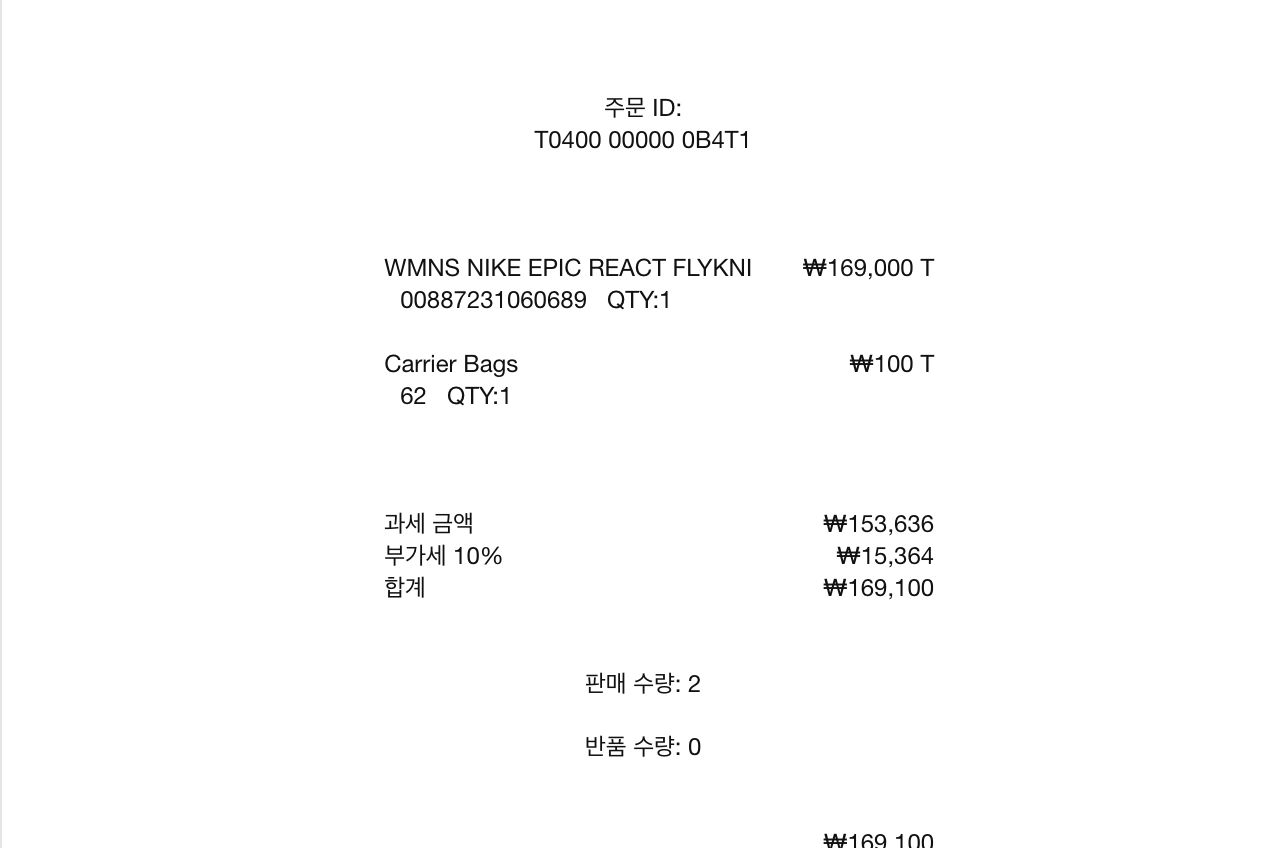 주문 ID:
T0400 00000 0B4T1
WMNS NIKE EPIC REACT FLYKNI ₩169,000 T
00887231060689 QTY:1
Carrier Bags ₩100 T
62 QTY:1
과세 금액 ₩153,636
부가세 10% ₩15,364
합계 ₩169,100
판매 수량: 2
반품 수량: 0
₩169,100